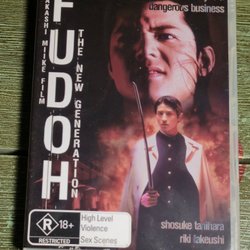 dangerous business
TAKASHI MIIKE FILM
FUDOH
THE NEW GENERATION
shosuke tanihara
riki takeushi
R 18+
RESTRICTED
High Level
Violence
Sex Scenes